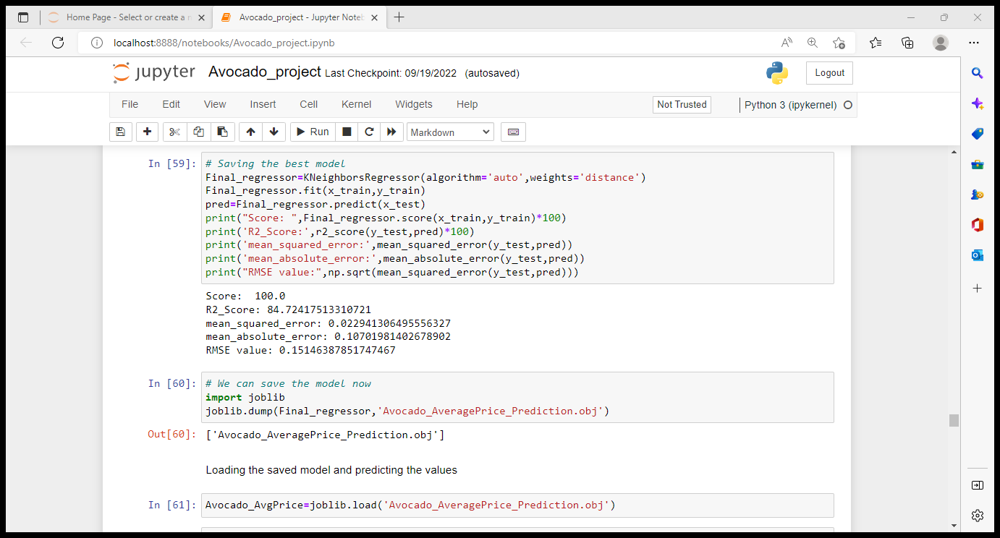 Home Page - Select or create a n
Avocado_project - Jupyter Noteb
localhost:8888/notebooks/Avocado_project.ipynb
jupyter Avocado_project Last Checkpoint: 09/19/2022 (autosaved) Logout
File Edit View Insert Cell Kernel Widgets Help Not Trusted Python 3 (ipykernel)
Run Markdown
In [59]: # Saving the best model
Final_regressor=KNeighborsRegressor(algorithm='auto',weights='distance')
Final_regressor.fit(x_train,y_train)
pred=Final_regressor.predict(x_test)
print("Score: ",Final_regressor.score(x_train,y_train)*100)
print('R2_Score:',r2_score(y_test,pred)*100)
print('mean_squared_error:',mean_squared_error(y_test,pred))
print('mean_absolute_error:',mean_absolute_error(y_test,pred))
print("RMSE value:",np.sqrt(mean_squared_error(y_test,pred)))
Score:  100.0
R2_Score: 84.72417513310721
mean_squared_error: 0.022941306495556327
mean_absolute_error: 0.10701981402678902
RMSE value: 0.15146387851747467
In [60]: # We can save the model now
import joblib
joblib.dump(Final_regressor,'Avocado_AveragePrice_Prediction.obj')
Out[60]: ['Avocado_AveragePrice_Prediction.obj']
Loading the saved model and predicting the values
In [61]: Avocado_AvgPrice=joblib.load('Avocado_AveragePrice_Prediction.obj')